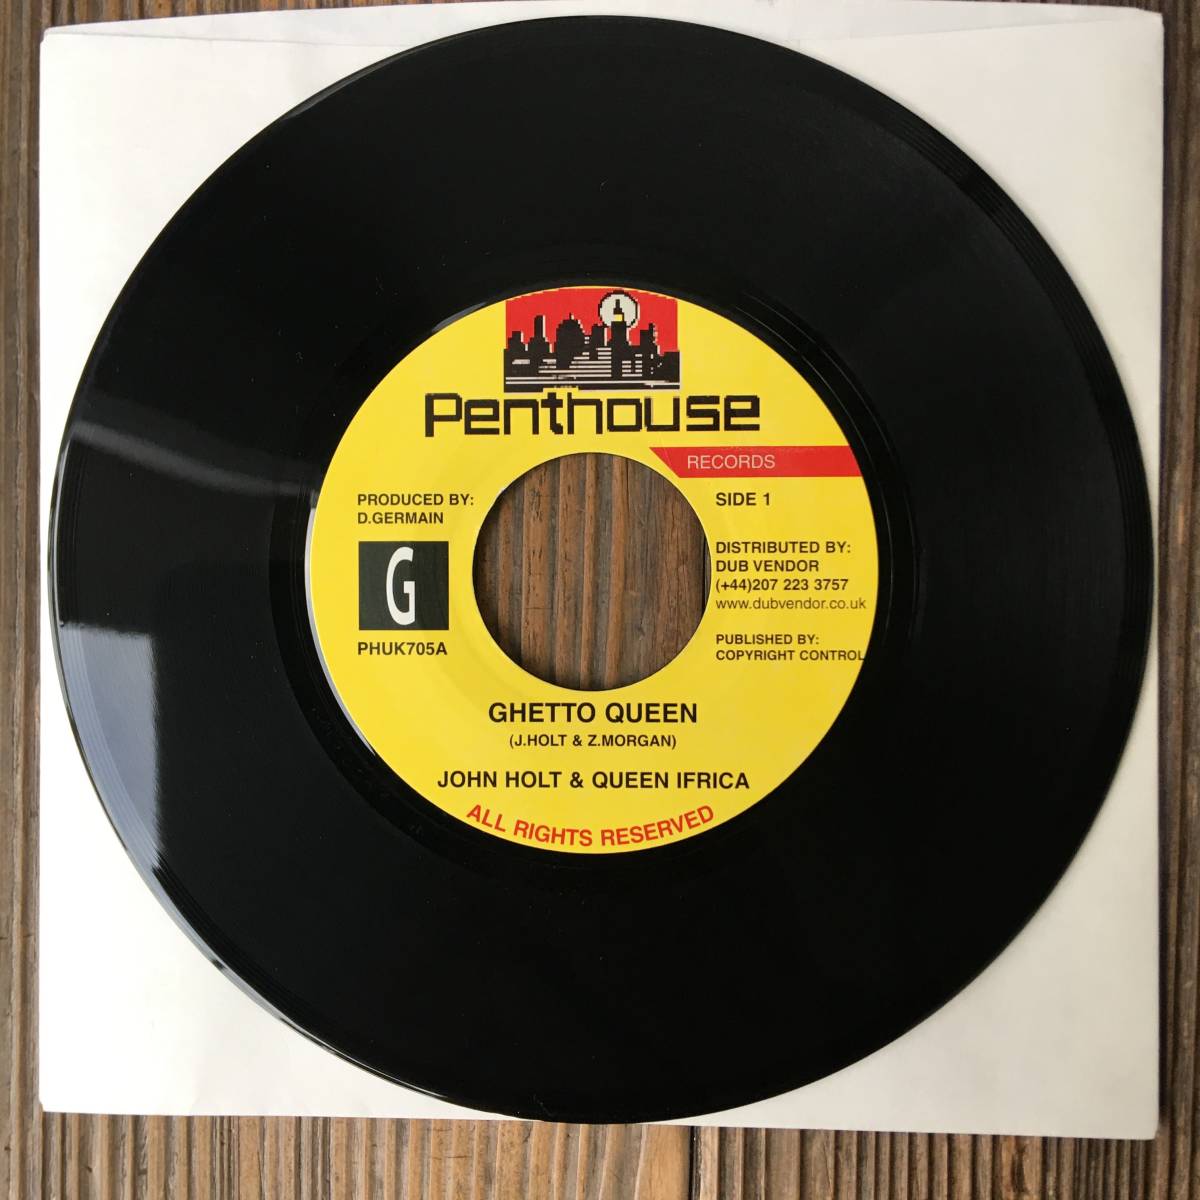 Penthouse
RECORDS
PRODUCED BY:
D.GERMAIN
G
PHUK705A
SIDE 1
DISTRIBUTED BY:
DUB VENDOR
(+44)207 223 3757
www.dubvendor.co.uk
PUBLISHED BY:
COPYRIGHT CONTROL
GHETTO QUEEN
(J.HOLT & Z.MORGAN)
JOHN HOLT & QUEEN IFRICA
ALL RIGHTS RESERVED